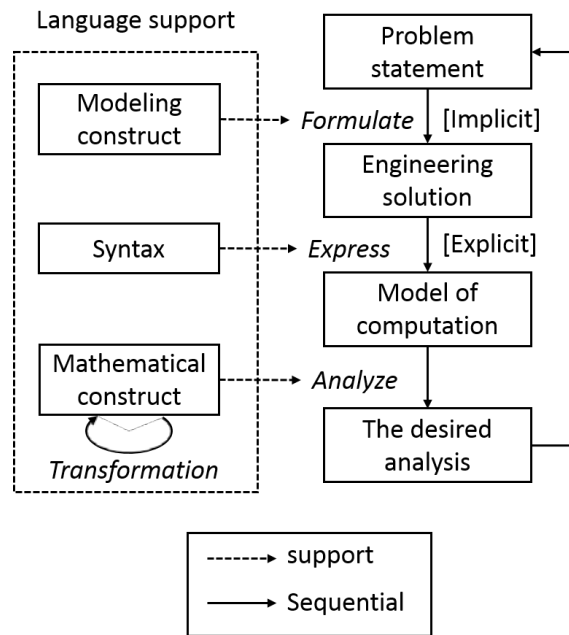 Language support
Modeling
construct
Syntax
Mathematical
construct
Transformation
Problem
statement
Formulate
[Implicit]
Engineering
solution
Express
[Explicit]
Model of
computation
Analyze
The desired
analysis
support
Sequential